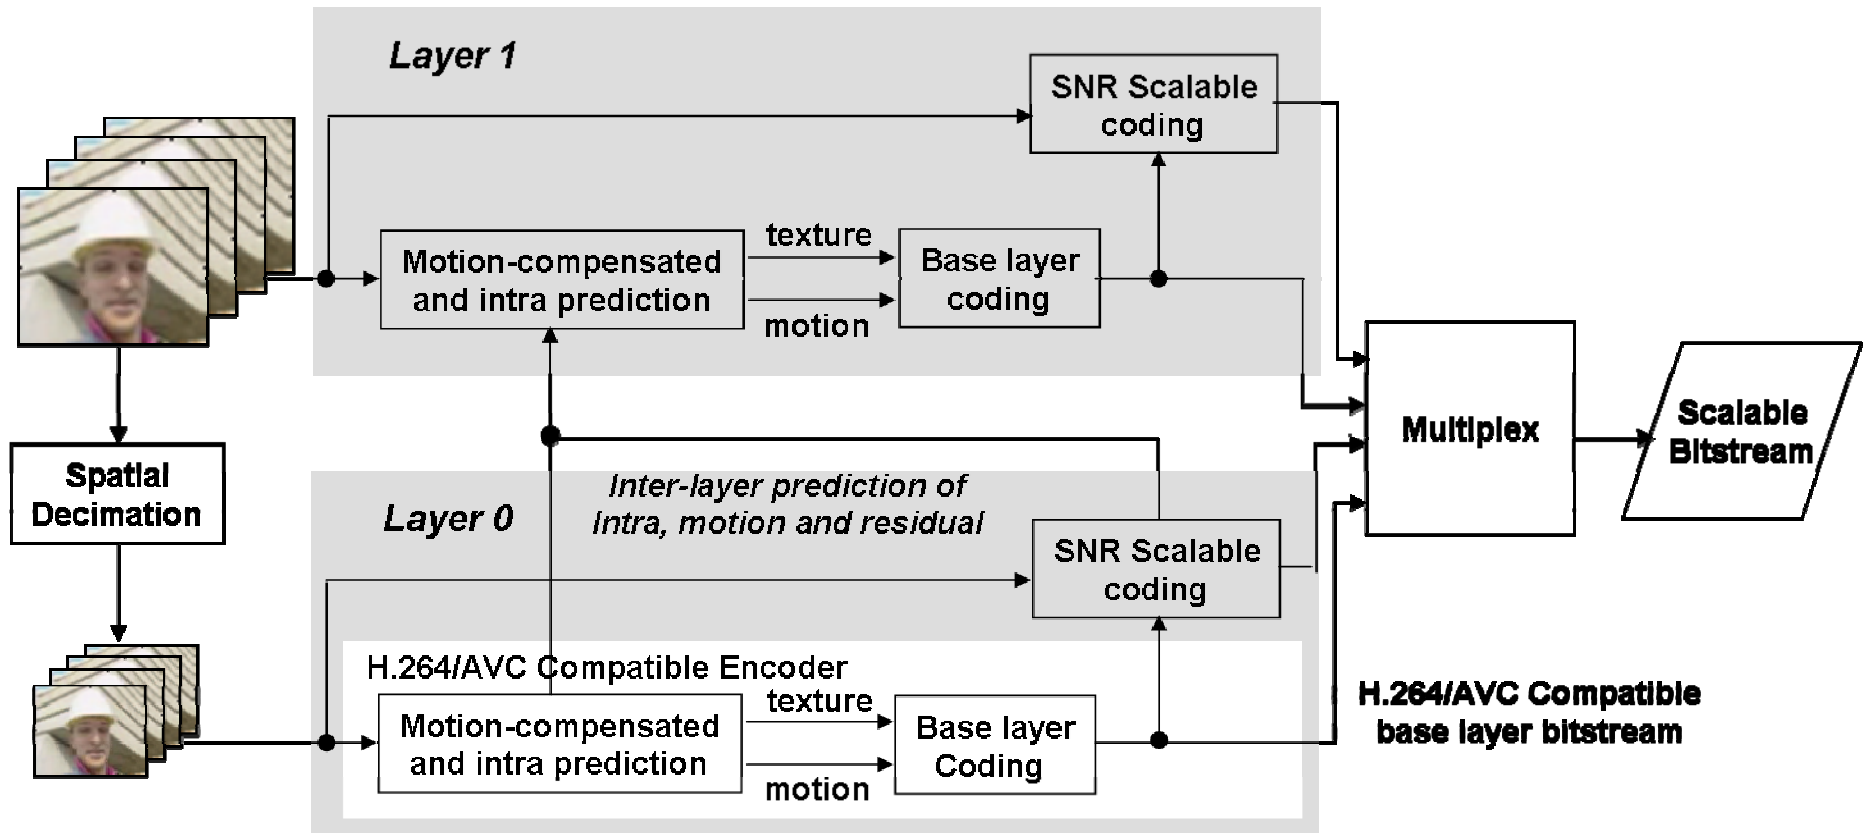 Layer 1
SNR Scalable
coding
texture
Motion-compensated
and intra prediction
Base layer
coding
motion
Multiplex
Scalable
Bitstream
Spatial
Decimation
Inter-layer prediction of
Intra, motion and residual
Layer 0
SNR Scalable
coding
H.264/AVC Compatible Encoder
texture
Motion-compensated
and intra prediction
Base layer
Coding
motion
H.264/AVC Compatible
base layer bitstream